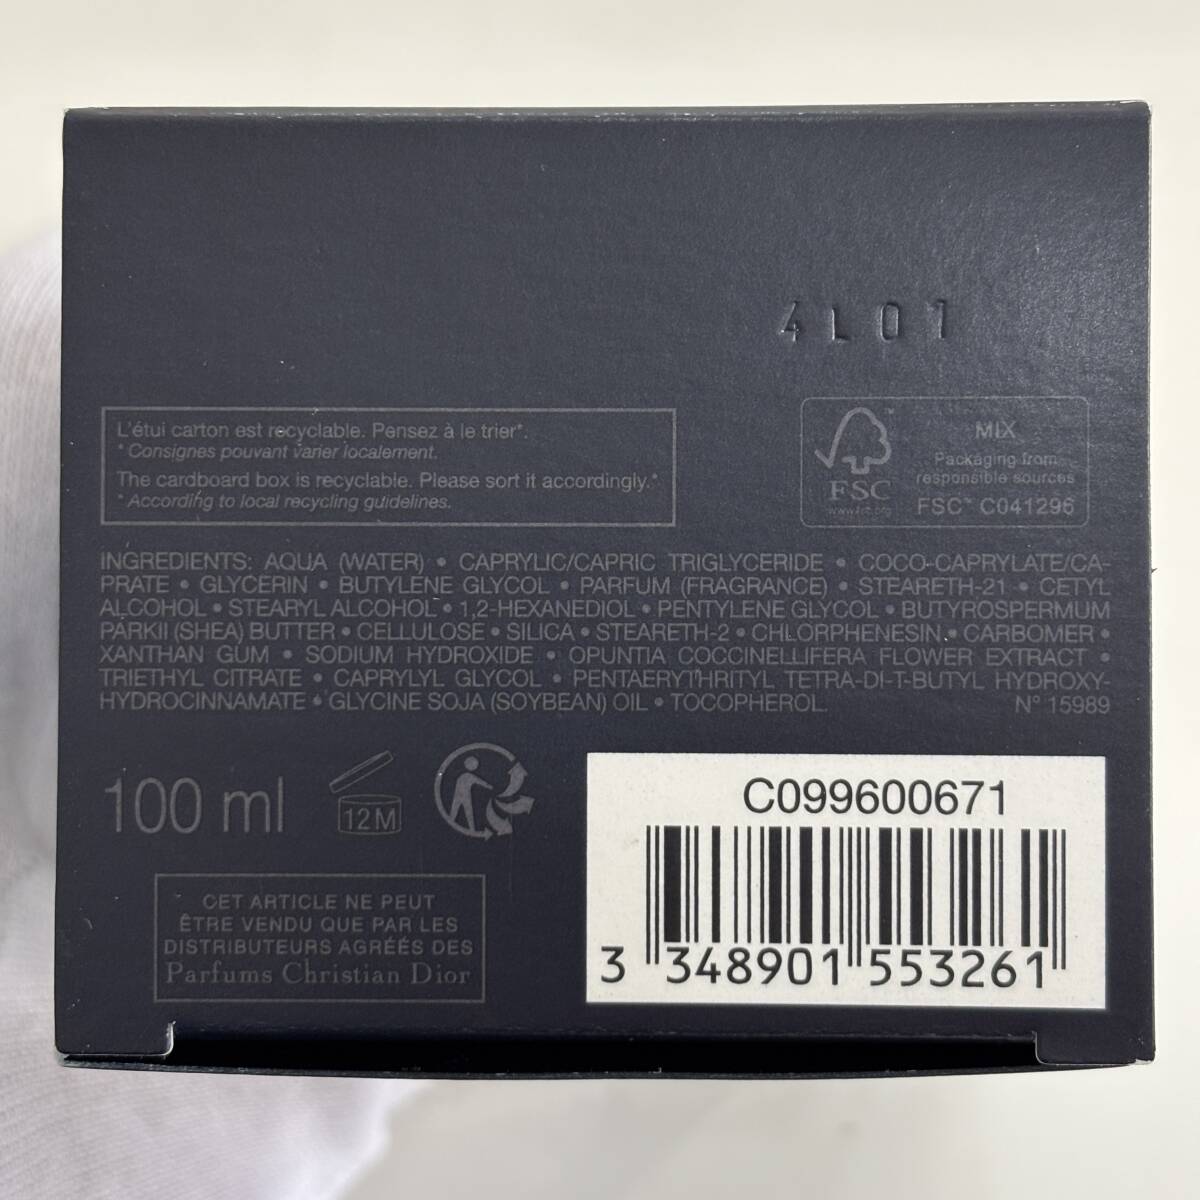 4L01
L'étui carton est recyclable. Pensez à le trier*.
* Consignes pouvant varier localement.
The cardboard box is recyclable. Please sort it accordingly.*
* According to local recycling guidelines.
FSC
www.fsc.org
MIX
Packaging from
responsible sources
FSC™ C041296
INGREDIENTS: AQUA (WATER) • CAPRYLIC/CAPRIC TRIGLYCERIDE • COCO-CAPRYLATE/CA-
PRATE • GLYCERIN • BUTYLENE GLYCOL • PARFUM (FRAGRANCE) • STEARETH-21 • CETYL
ALCOHOL • STEARYL ALCOHOL • 1,2-HEXANEDIOL • PENTYLENE GLYCOL • BUTYROSPERMUM
PARKII (SHEA) BUTTER • CELLULOSE • SILICA • STEARETH-2 • CHLORPHENESIN • CARBOMER •
XANTHAN GUM • SODIUM HYDROXIDE • OPUNTIA COCCINELLIFERA FLOWER EXTRACT •
TRIETHYL CITRATE • CAPRYLYL GLYCOL • PENTAERYTHRITYL TETRA-DI-T-BUTYL HYDROXY-
HYDROCINNAMATE • GLYCINE SOJA (SOYBEAN) OIL • TOCOPHEROL. N° 15989
100 ml
12M
CET ARTICLE NE PEUT
ÊTRE VENDU QUE PAR LES
DISTRIBUTEURS AGRÉÉS DES
Parfums Christian Dior
C099600671
3 348901 553261